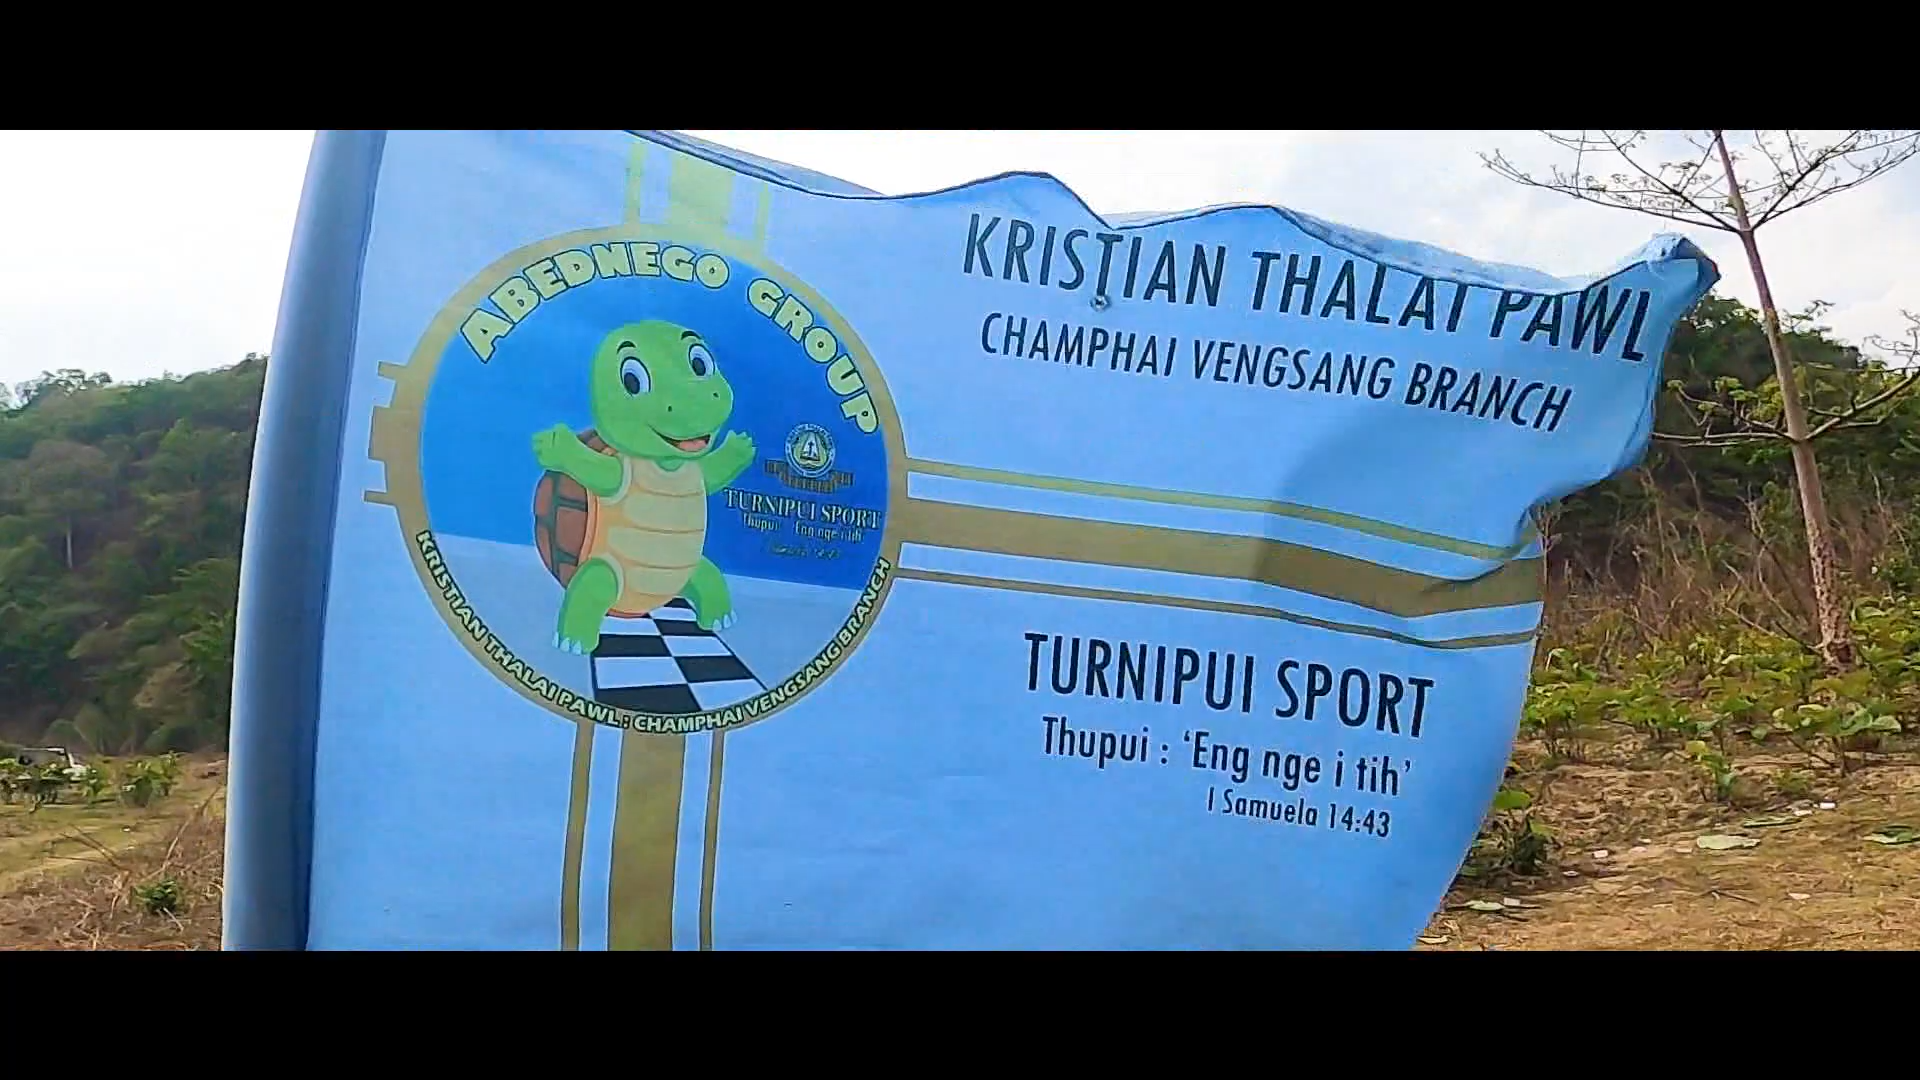 ABEDNEGO GROUP
KRISTIAN THALAI PAWL
CHAMPHAI VENGSANG BRANCH
TURNIPUI SPORT
Thupui : 'Eng nge i tih'
KRISTIAN THALAI PAWL : CHAMPHAI VENGSANG BRANCH
TURNIPUI SPORT
Thupui : ‘Eng nge i tih’
I Samuela 14:43